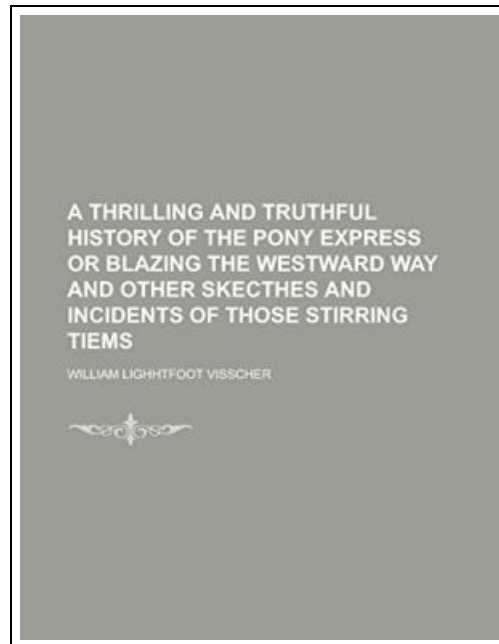 A THRILLING AND TRUTHFUL
HISTORY OF THE PONY EXPRESS
OR BLAZING THE WESTWARD WAY
AND OTHER SKECTHES AND
INCIDENTS OF THOSE STIRRING
TIEMS
WILLIAM LIGHHTFOOT VISSCHER